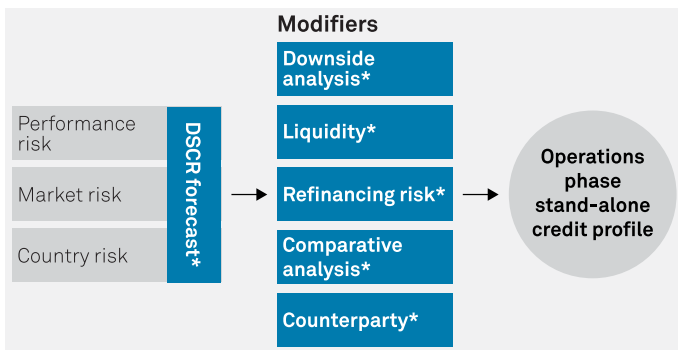 Modifiers
Performance
risk
Market risk
Country risk
DSCR forecast*
Downside
analysis*
Liquidity*
Refinancing risk*
Comparative
analysis*
Counterparty*
Operations
phase
stand-alone
credit profile